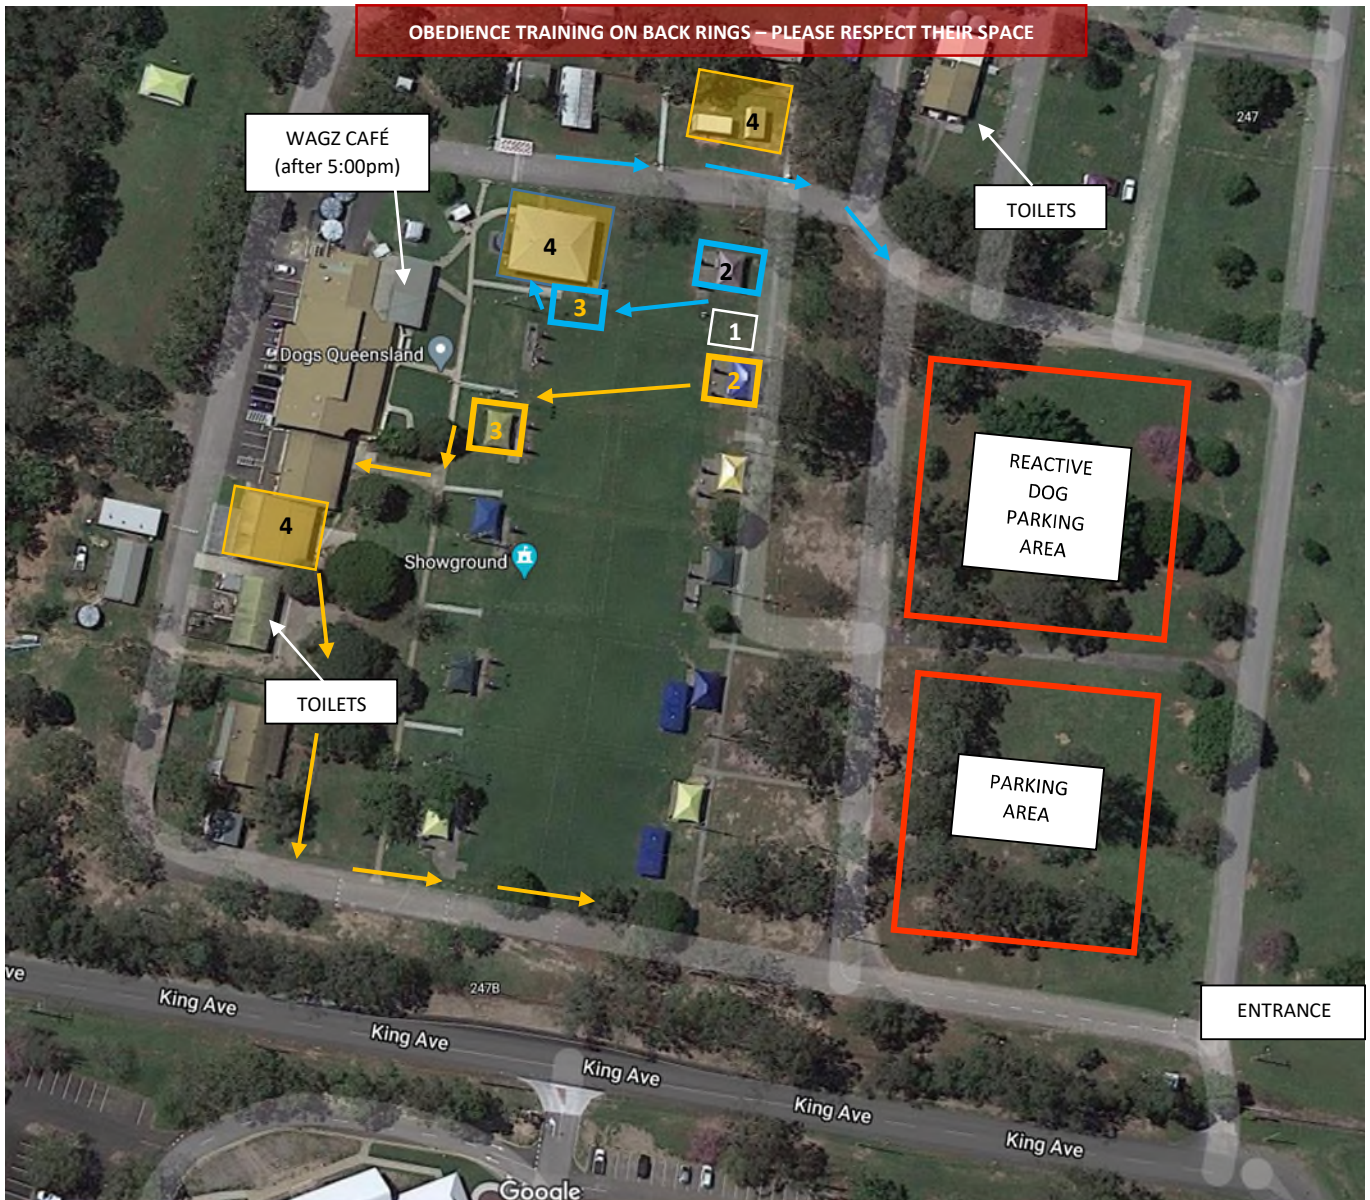 OBEDIENCE TRAINING ON BACK RINGS – PLEASE RESPECT THEIR SPACE
4
247
WAGZ CAFÉ
(after 5:00pm)
TOILETS
4
2
3
1
Dogs Queensland
2
3
REACTIVE
DOG
PARKING
AREA
4
Showground
TOILETS
PARKING
AREA
ve
King Ave
247B
ENTRANCE
King Ave
King Ave
King Ave
King Ave
Google